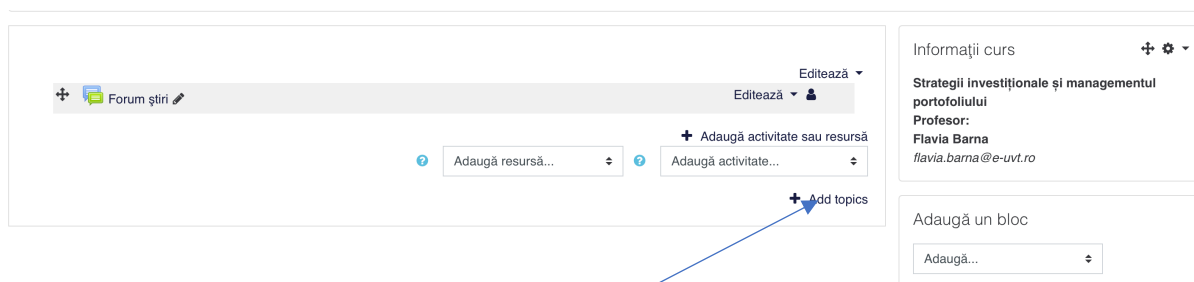 Editează
Forum știri
Editează
Adaugă activitate sau resursă
Adaugă resursă...
Adaugă activitate...
Add topics
Informații curs
Strategii investiționale și managementul
portofoliului
Profesor:
Flavia Barna
flavia.barna@e-uvt.ro
Adaugă un bloc
Adaugă...